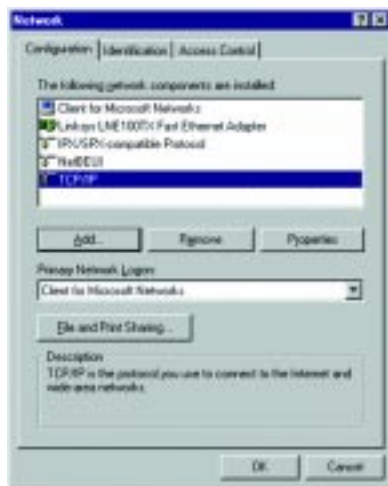 Network
Configuration Identification Access Control
The following network components are installed:
Client for Microsoft Networks
Linksys LNE100TX Fast Ethernet Adapter
IPX/SPX-compatible Protocol
NetBEUI
TCP/IP
Add...
Remove
Properties
Primary Network Logon:
Client for Microsoft Networks
File and Print Sharing...
Description
TCP/IP is the protocol you use to connect to the Internet and
wide-area networks.
OK
Cancel